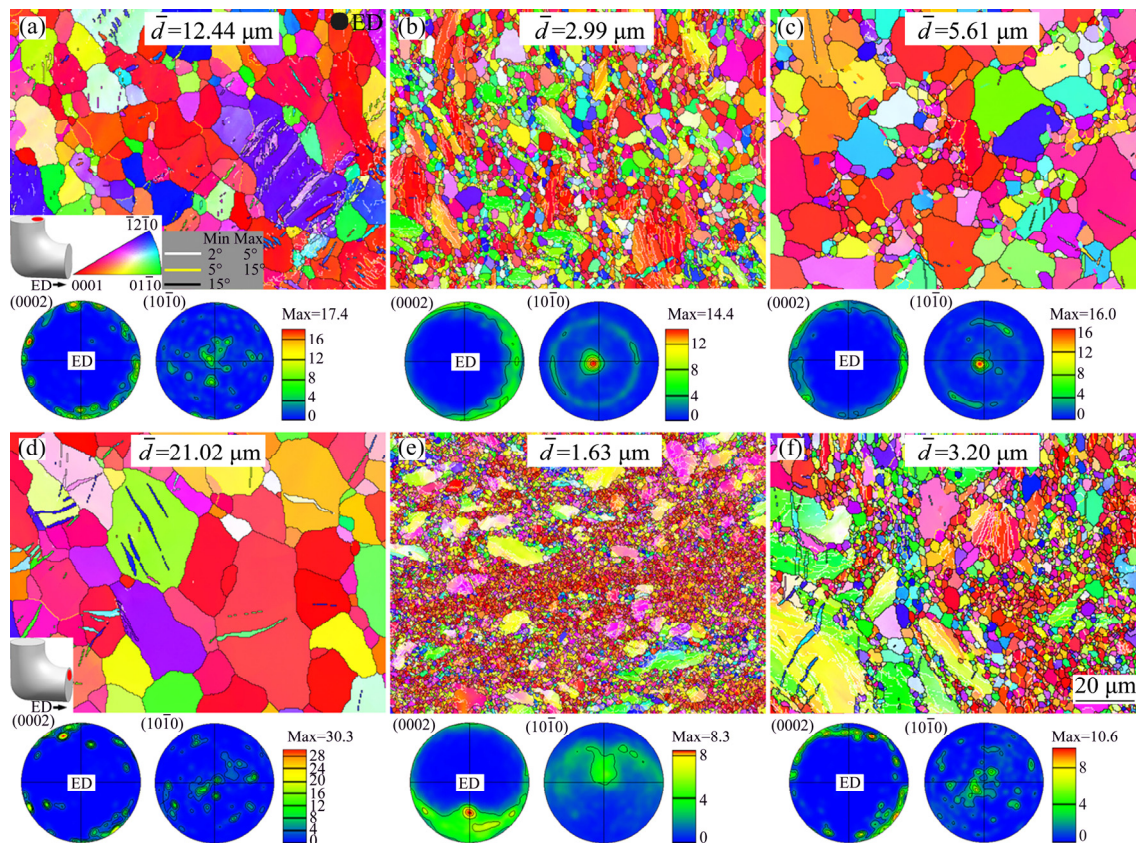 (a) d̄=12.44 μm ED
(b) d̄=2.99 μm
(c) d̄=5.61 μm
1̄21̄0
Min Max
2° 5°
5° 15°
15°
ED 0001 011̄0
(0002) (101̄0) Max=17.4
16
12
8
4
0
ED
(0002) (101̄0) Max=14.4
12
8
4
0
ED
(0002) (101̄0) Max=16.0
16
12
8
4
0
ED
(d) d̄=21.02 μm
(e) d̄=1.63 μm
(f) d̄=3.20 μm
ED
20 μm
(0002) (101̄0) Max=30.3
28
24
20
16
12
8
4
0
ED
(0002) (101̄0) Max=8.3
8
4
0
ED
(0002) (101̄0) Max=10.6
8
4
0
ED